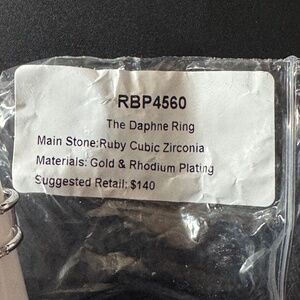 RBP4560
The Daphne Ring
Main Stone:Ruby Cubic Zirconia
Materials: Gold & Rhodium Plating
Suggested Retail: $140